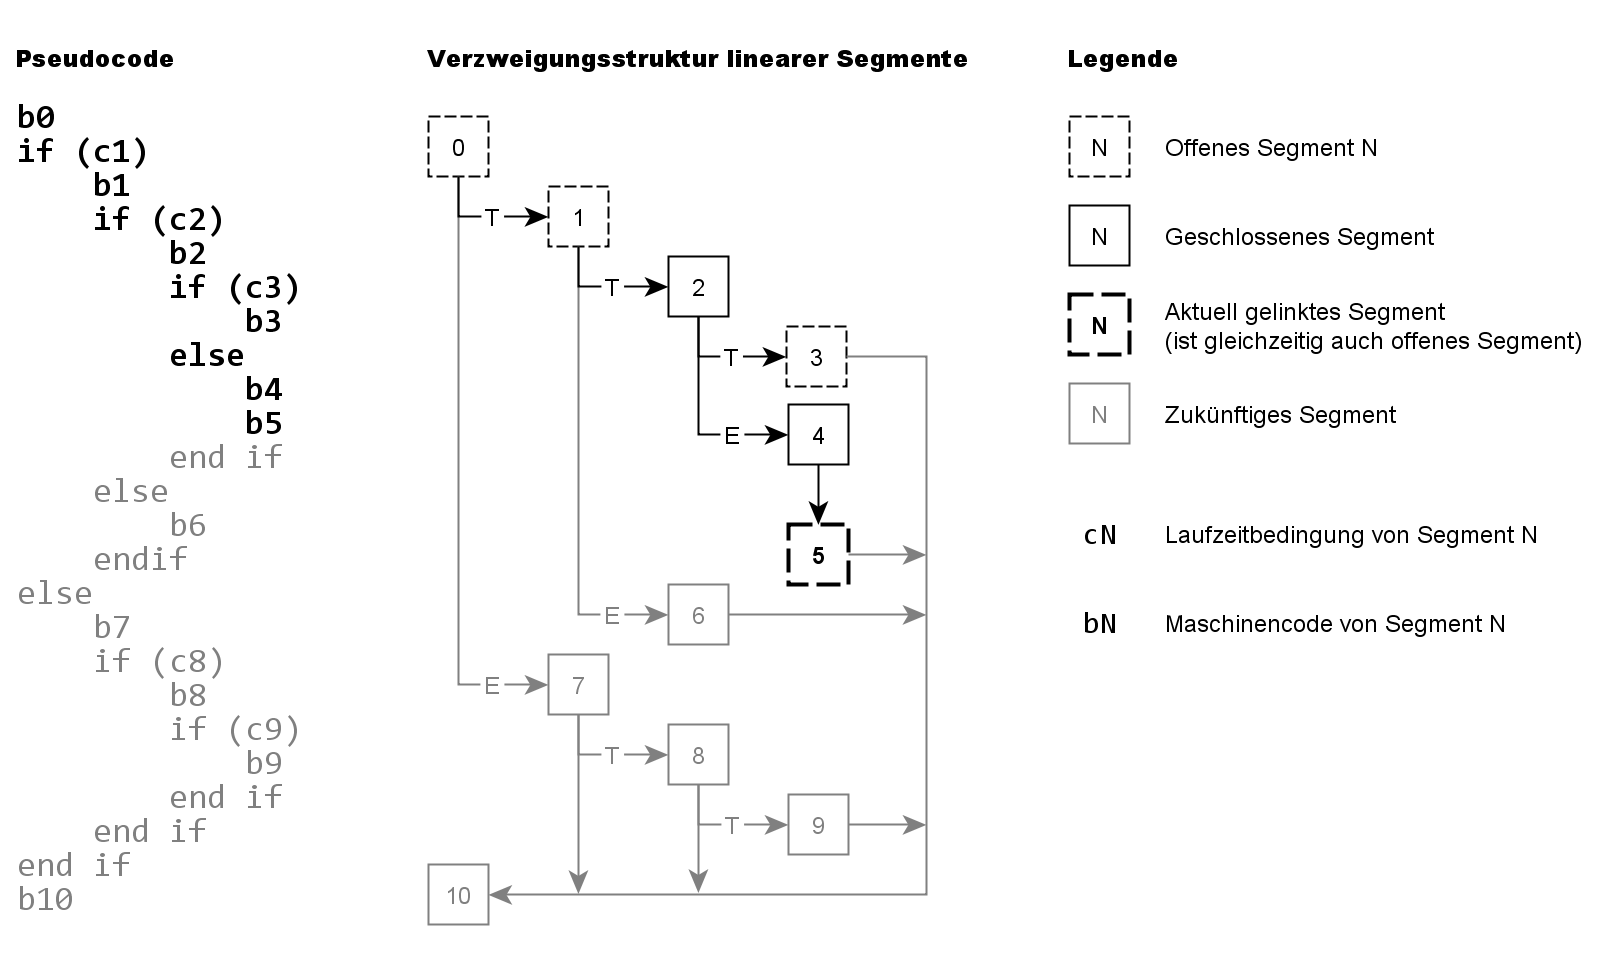 Pseudocode
b0
if (c1)
b1
if (c2)
b2
if (c3)
b3
else
b4
b5
end if
else
b6
endif
else
b7
if (c8)
b8
if (c9)
b9
end if
end if
end if
b10
Verzweigungsstruktur linearer Segmente
0
T
1
T
2
T
3
E
4
5
E
6
E
7
T
8
T
9
10
Legende
N
Offenes Segment N
N
Geschlossenes Segment
N
Aktuell gelinktes Segment
(ist gleichzeitig auch offenes Segment)
N
Zukünftiges Segment
cN
Laufzeitbedingung von Segment N
bN
Maschinencode von Segment N